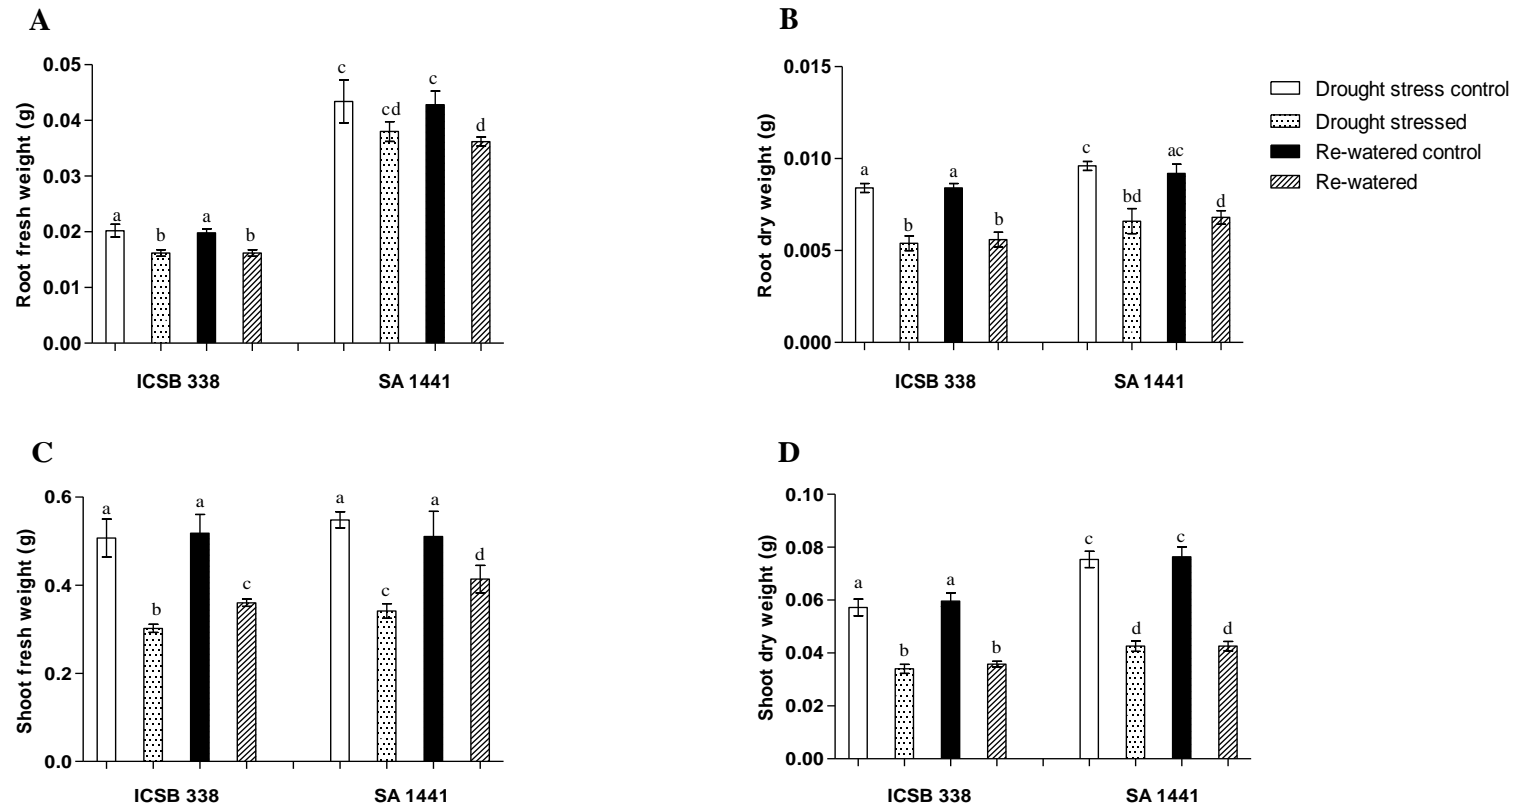 A
Root fresh weight (g)
0.05
0.04
0.03
0.02
0.01
0.00
a
b
a
b
c
cd
c
d
ICSB 338
SA 1441
B
Root dry weight (g)
0.015
0.010
0.005
0.000
a
b
a
b
c
bd
ac
d
ICSB 338
SA 1441
Drought stress control
Drought stressed
Re-watered control
Re-watered
C
Shoot fresh weight (g)
0.6
0.4
0.2
0.0
a
b
a
c
a
c
a
d
ICSB 338
SA 1441
D
Shoot dry weight (g)
0.10
0.08
0.06
0.04
0.02
0.00
a
b
a
b
c
d
c
d
ICSB 338
SA 1441